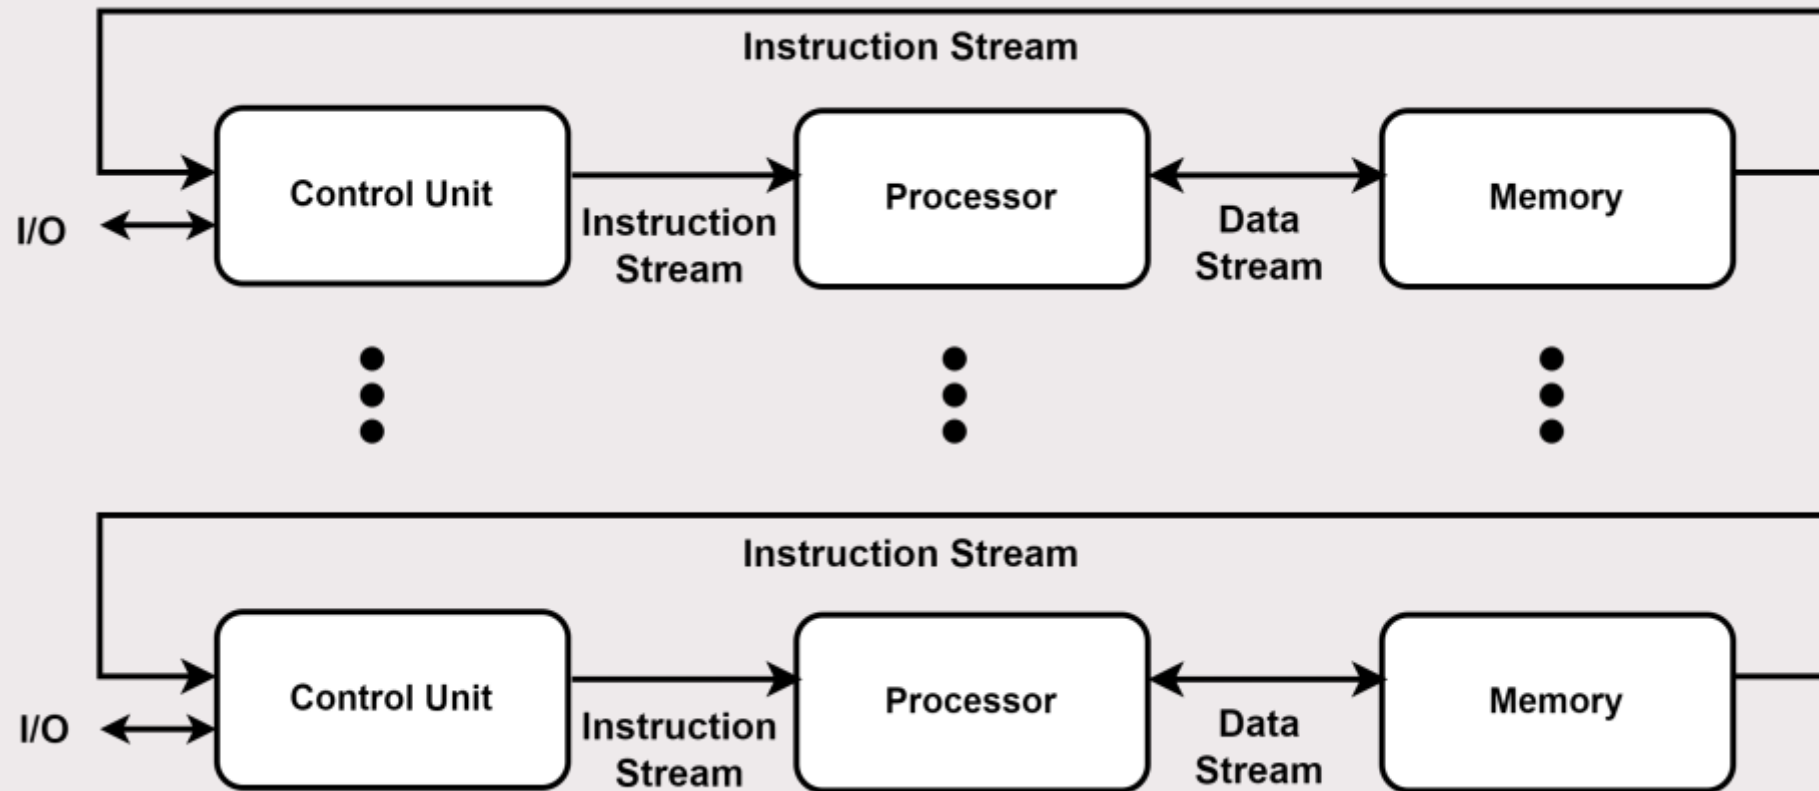 Instruction Stream
Control Unit
Processor
Memory
I/O
Instruction
Stream
Data
Stream
Instruction Stream
Control Unit
Processor
Memory
I/O
Instruction
Stream
Data
Stream